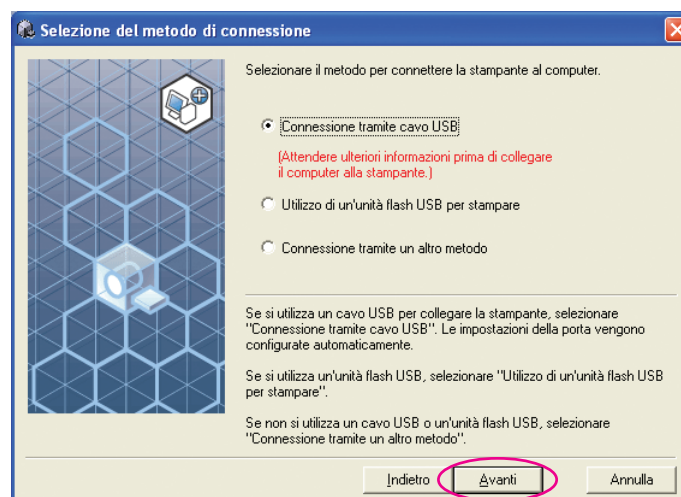 Selezione del metodo di connessione
Selezionare il metodo per connettere la stampante al computer.
Connessione tramite cavo USB
(Attendere ulteriori informazioni prima di collegare
il computer alla stampante.)
Utilizzo di un'unità flash USB per stampare
Connessione tramite un altro metodo
Se si utilizza un cavo USB per collegare la stampante, selezionare
"Connessione tramite cavo USB". Le impostazioni della porta vengono
configurate automaticamente.
Se si utilizza un'unità flash USB, selezionare "Utilizzo di un'unità flash USB
per stampare".
Se non si utilizza un cavo USB o un'unità flash USB, selezionare
"Connessione tramite un altro metodo".
Indietro Avanti Annulla